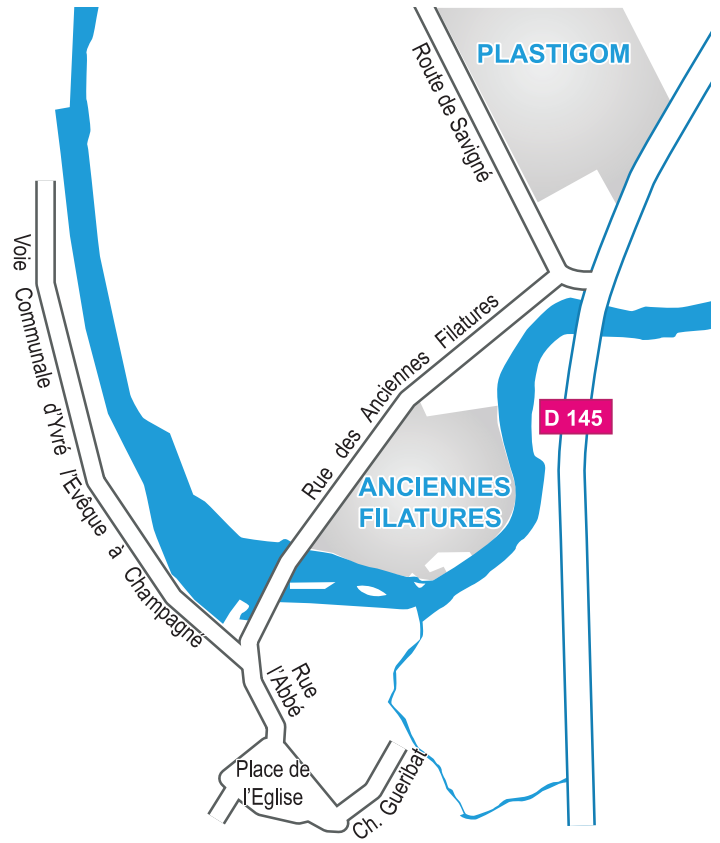 PLASTIGOM
Route de Savigné
Voie Communale d'Yvré l'Evêque à Champagné
Rue des Anciennes Filatures
D 145
ANCIENNES
FILATURES
Rue
l'Abbé
Place de
l'Eglise
Ch. Gueribat